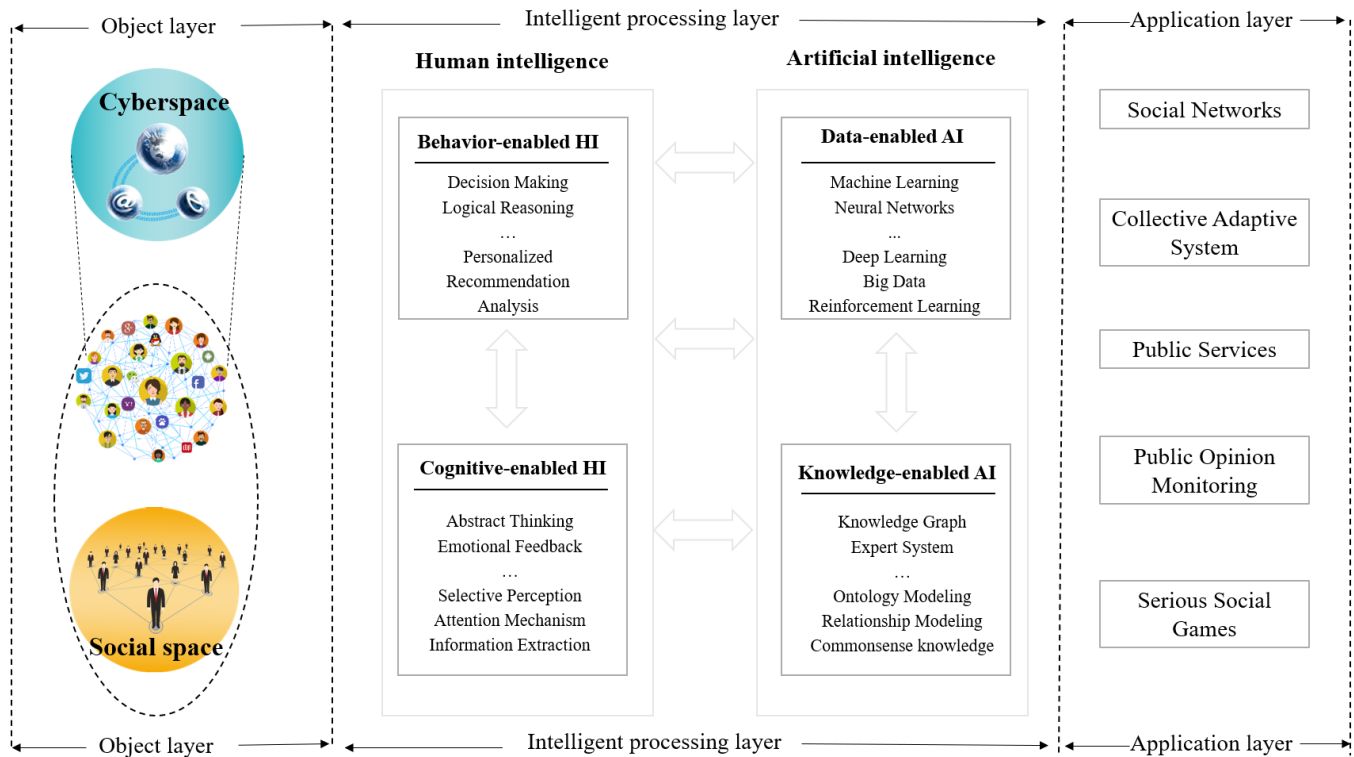 Object layer
Intelligent processing layer
Application layer
Cyberspace
@
e
Social space
Human intelligence
Behavior-enabled HI
Decision Making
Logical Reasoning
…
Personalized
Recommendation
Analysis
Cognitive-enabled HI
Abstract Thinking
Emotional Feedback
…
Selective Perception
Attention Mechanism
Information Extraction
Artificial intelligence
Data-enabled AI
Machine Learning
Neural Networks
...
Deep Learning
Big Data
Reinforcement Learning
Knowledge-enabled AI
Knowledge Graph
Expert System
...
Ontology Modeling
Relationship Modeling
Commonsense knowledge
Social Networks
Collective Adaptive
System
Public Services
Public Opinion
Monitoring
Serious Social
Games
Object layer
Intelligent processing layer
Application layer